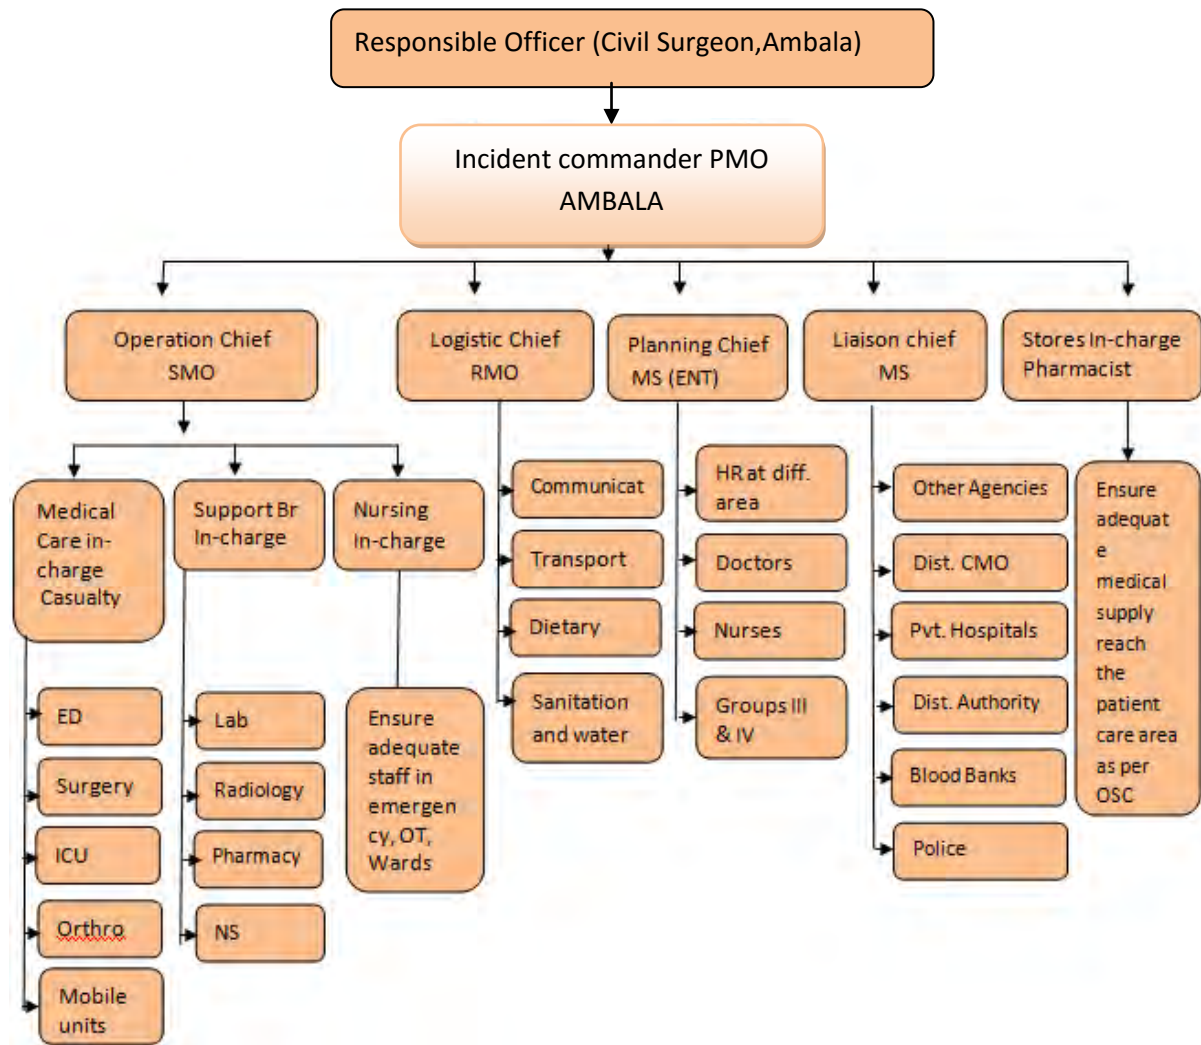 Responsible Officer (Civil Surgeon,Ambala)
Incident commander PMO
AMBALA
Operation Chief
SMO
Logistic Chief
RMO
Planning Chief
MS (ENT)
Liaison chief
MS
Stores In-charge
Pharmacist
Medical
Care in-
charge
Casualty
Support Br
In-charge
Nursing
In-charge
ED
Surgery
ICU
Orthro
Mobile
units
Lab
Radiology
Pharmacy
NS
Ensure
adequate
staff in
emergen
cy, OT,
Wards
Communicat
Transport
Dietary
Sanitation
and water
HR at diff.
area
Doctors
Nurses
Groups III
& IV
Other Agencies
Dist. CMO
Pvt. Hospitals
Dist. Authority
Blood Banks
Police
Ensure
adequat
e
medical
supply
reach
the
patient
care area
as per
OSC